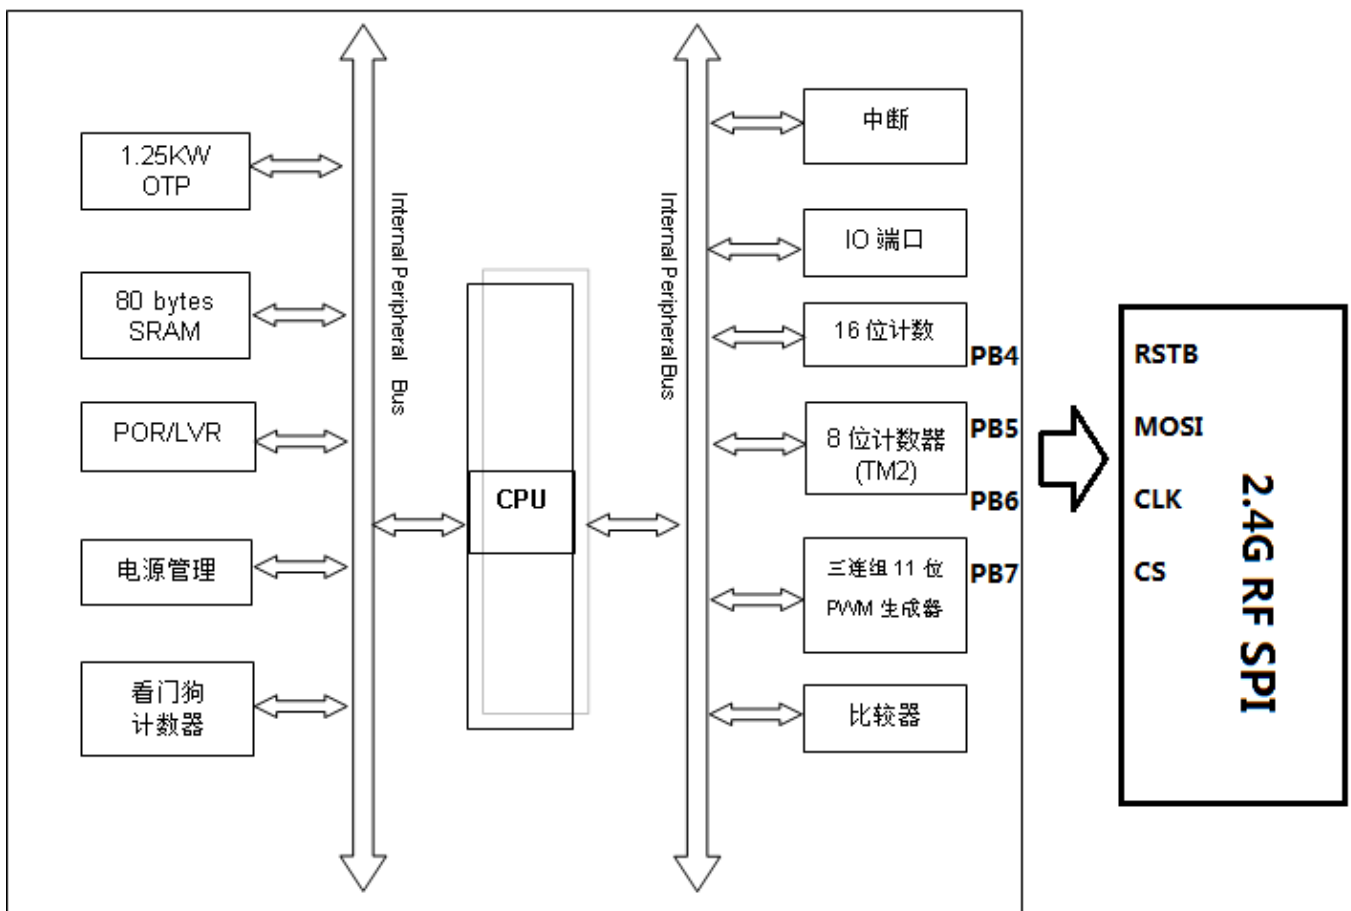 1.25KW
OTP
80 bytes
SRAM
POR/LVR
电源管理
看门狗
计数器
Internal Peripheral Bus
CPU
Internal Peripheral Bus
中断
IO 端口
16 位计数
8 位计数器
(TM2)
三连组 11 位
PWM 生成器
比较器
PB4
PB5
PB6
PB7
RSTB
MOSI
CLK
CS
2.4G RF SPI